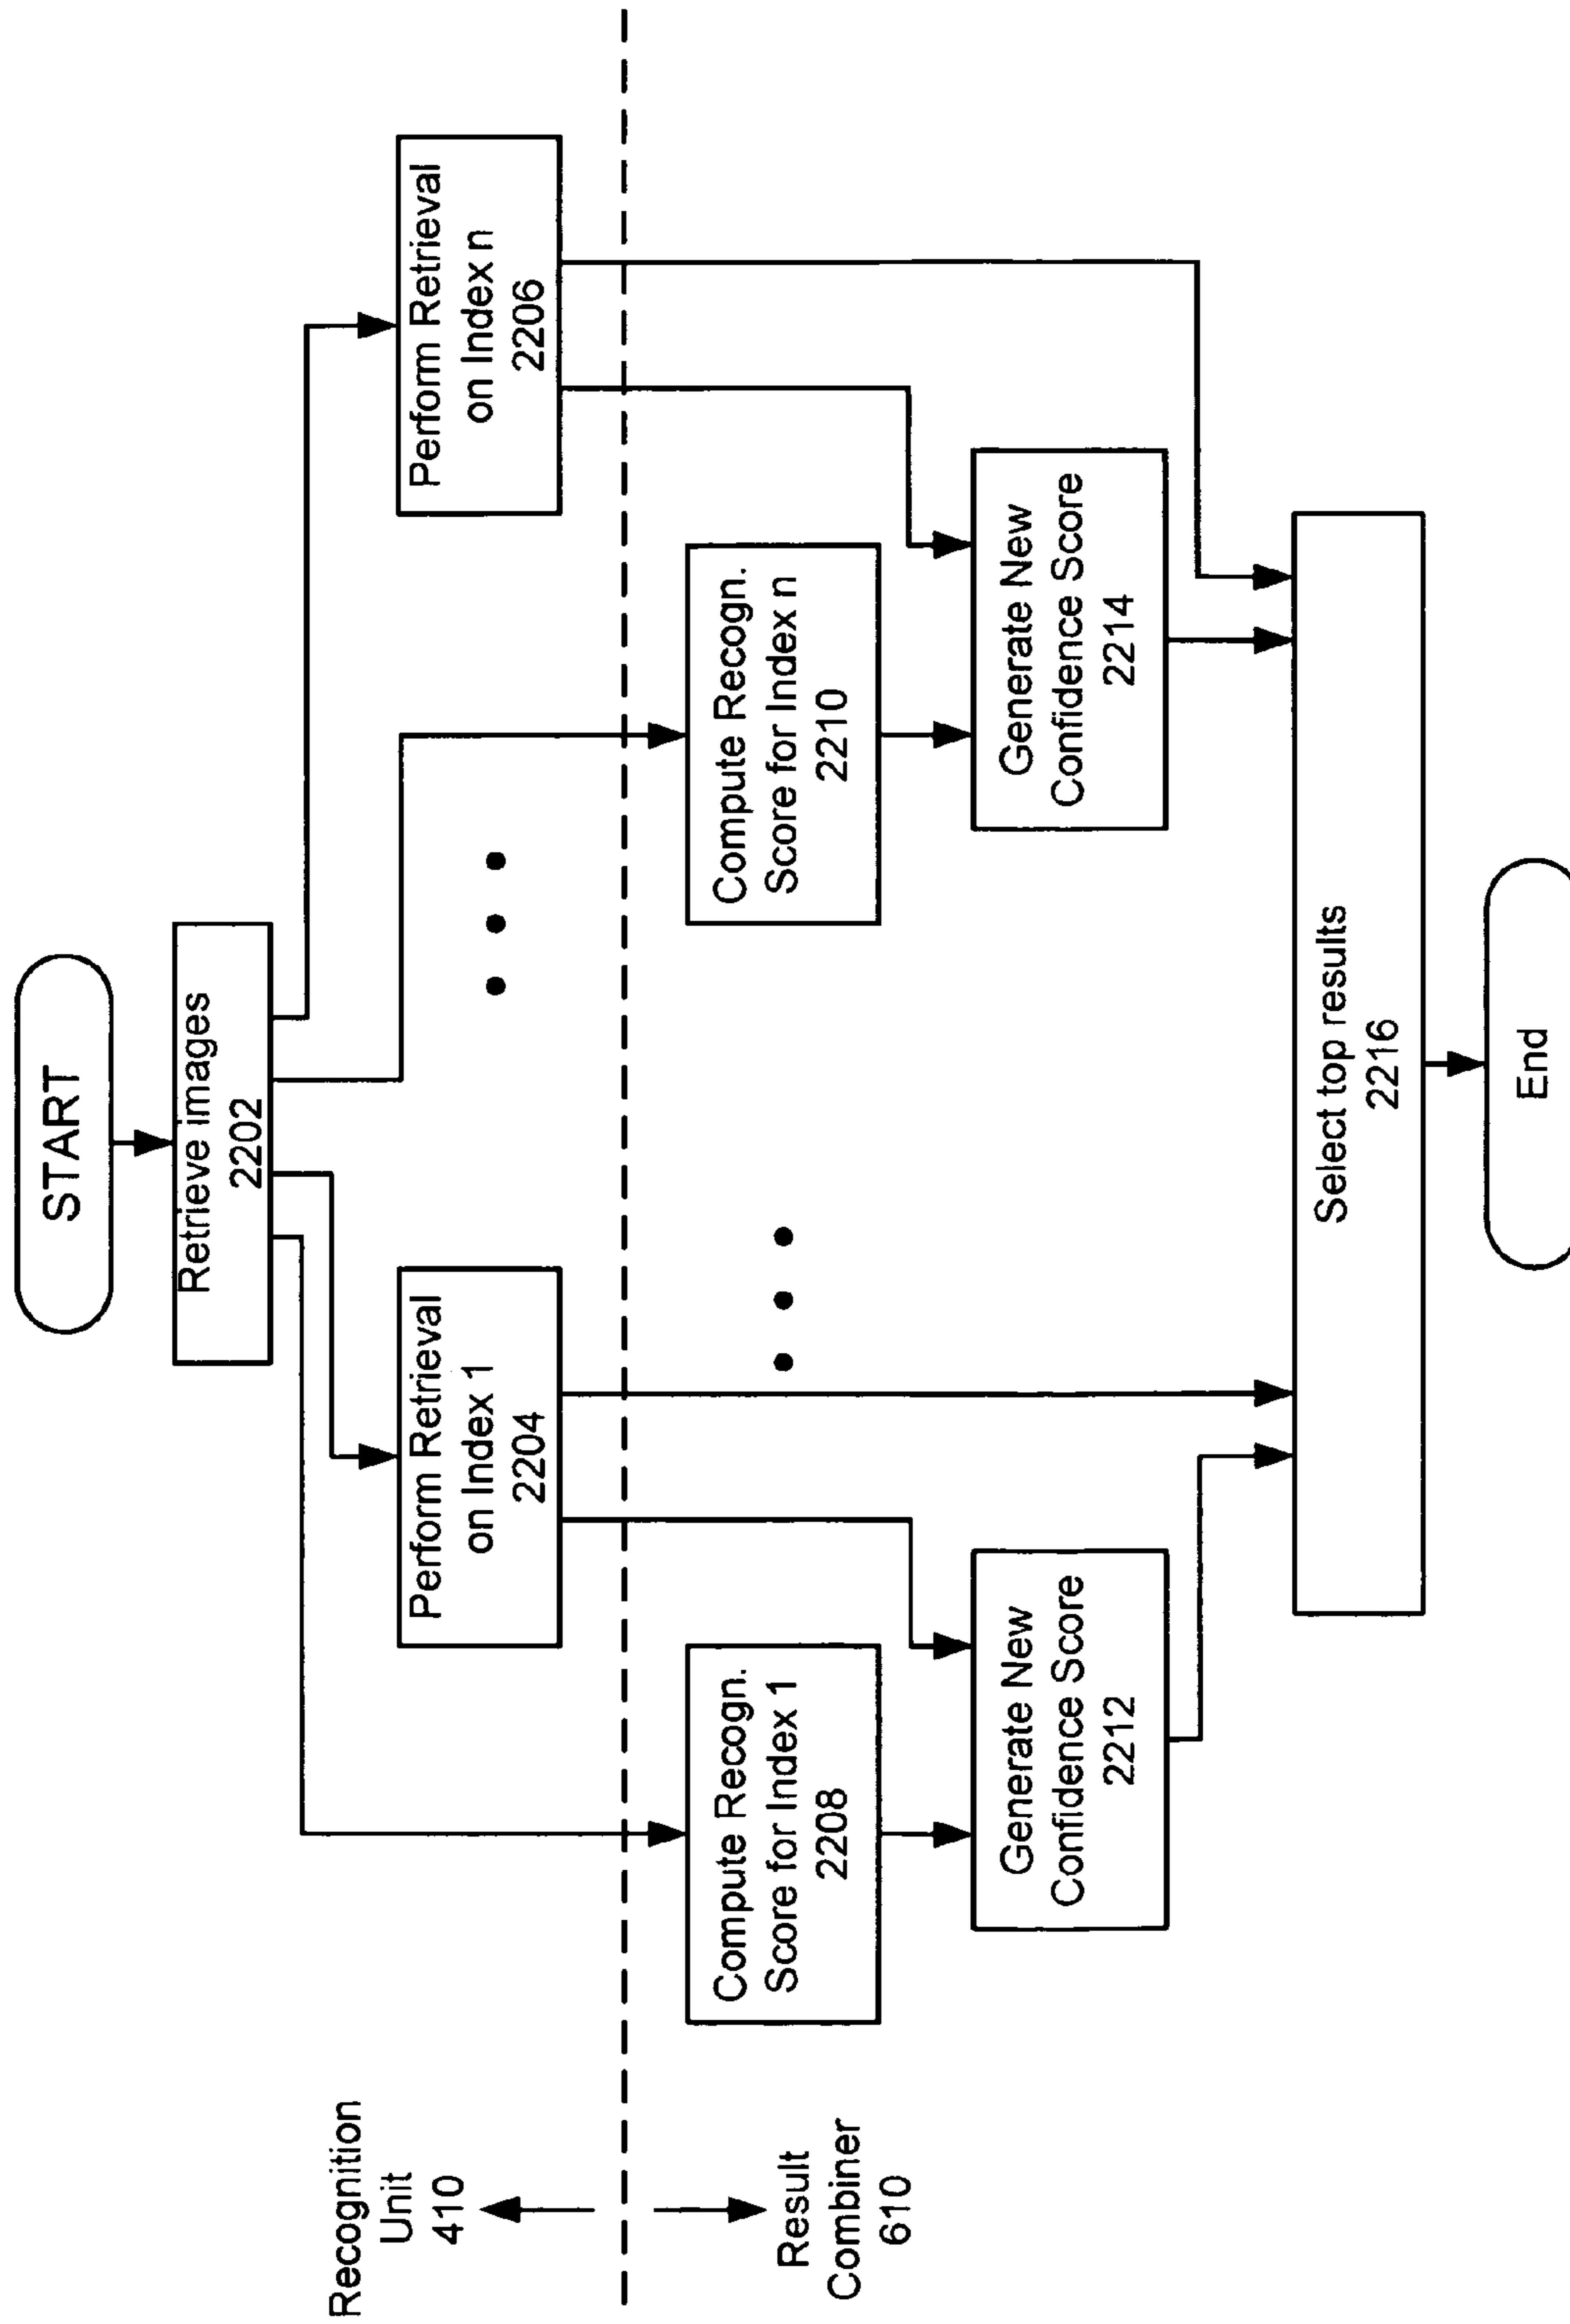 START
Retrieve images
2202
Perform Retrieval
on Index 1
2204
Perfom Retrieval
on Index n
2206
Recognition
Unit
410
Result
Combiner
610
Compute Recogn.
Score for Index 1
2208
Compute Recogn.
Score for Index n
2210
Generate New
Confidence Score
2212
Generate New
Confidence Score
2214
Select top results
2216
End